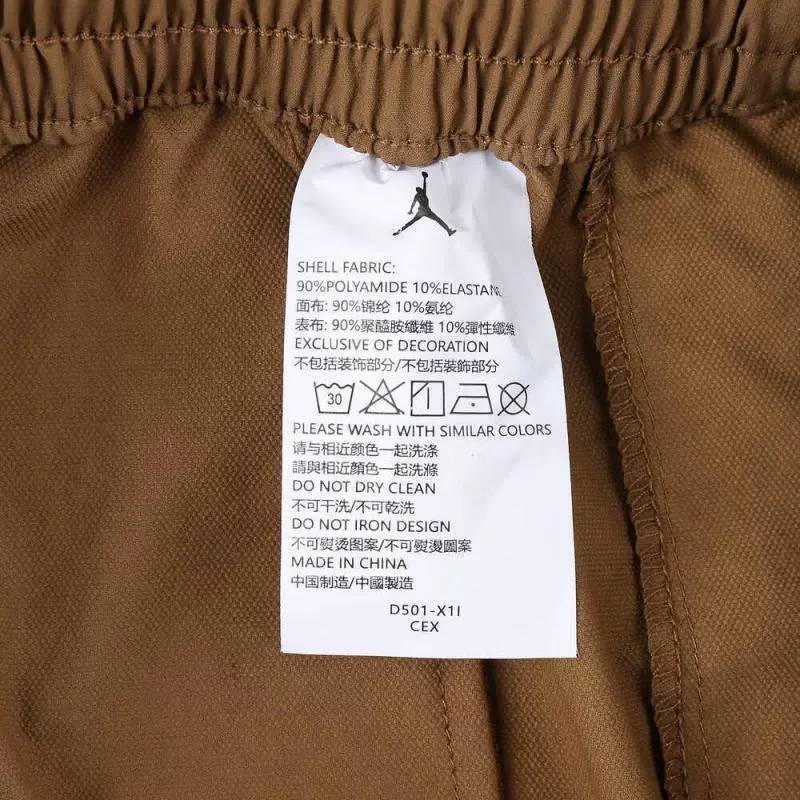 SHELL FABRIC:
90%POLYAMIDE 10%ELASTANE
面布: 90%锦纶 10%氨纶
表布: 90%聚醯胺纖維 10%彈性纖維
EXCLUSIVE OF DECORATION
不包括装饰部分/不包括裝飾部分
30
PLEASE WASH WITH SIMILAR COLORS
请与相近颜色一起洗涤
請與相近顏色一起洗滌
DO NOT DRY CLEAN
不可干洗/不可乾洗
DO NOT IRON DESIGN
不可熨烫图案/不可熨燙圖案
MADE IN CHINA
中国制造/中國製造
D501-X1I
CEX